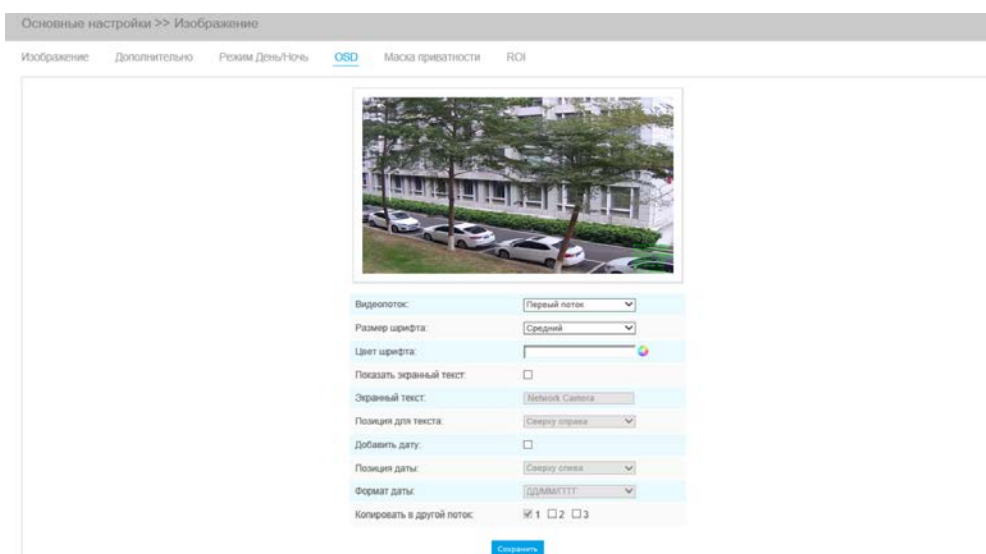 Основные настройки >> Изображение
Изображение Дополнительно Режим День/Ночь OSD Маска приватности ROI
Видеопоток: Первый поток
Размер шрифта: Средний
Цвет шрифта:
Показать экранный текст:
Экранный текст: Network Camera
Позиция для текста: Сверху справа
Добавить дату:
Позиция даты: Сверху слева
Формат даты: ДД/ММ/ГГГГ
Копировать в другой поток: 1 2 3
Сохранить